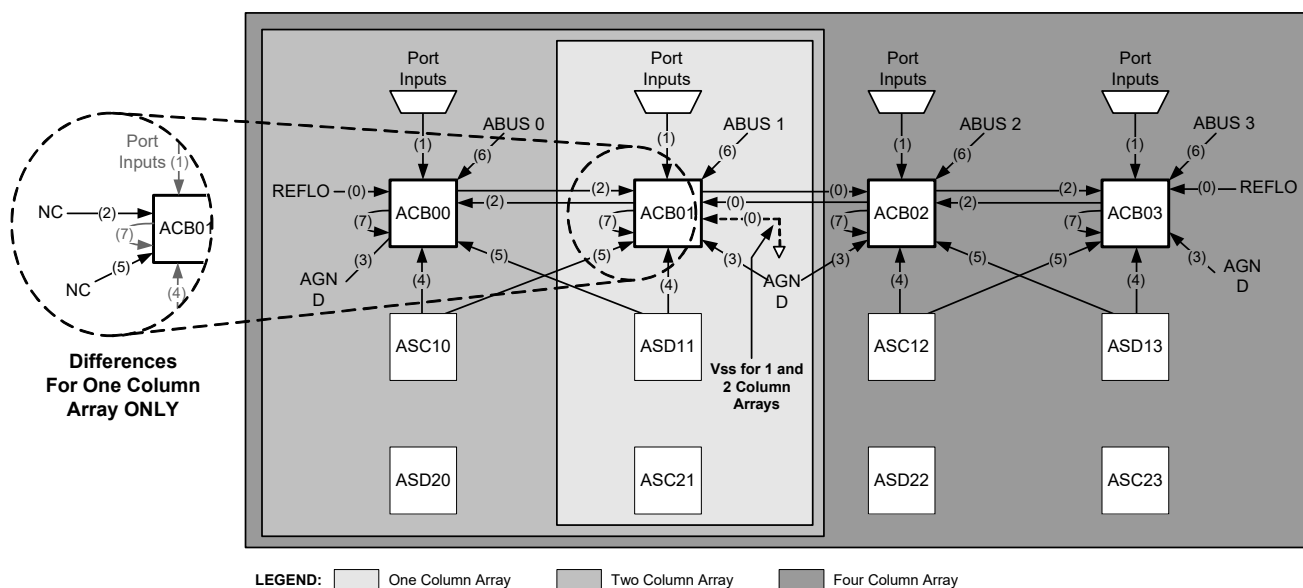 Port
Inputs
Port
Inputs
Port
Inputs
Port
Inputs
ABUS 0
ABUS 1
ABUS 2
ABUS 3
(1)
(1)
(1)
(1)
(6)
(6)
(6)
(6)
REFLO
(0)
ACB00
(2)
(2)
ACB01
(0)
(0)
ACB02
(2)
(2)
ACB03
(0)
REFLO
(0)
(7)
(7)
(7)
(7)
(3)
(4)
(5)
(5)
(4)
(3)
(3)
(4)
(5)
(5)
(4)
(3)
AGN
D
AGN
D
AGN
D
ASC10
ASD11
ASC12
ASD13
Vss for 1 and
2 Column
Arrays
ASD20
ASC21
ASD22
ASC23
Port
Inputs
(1)
NC
(2)
ACB01
(7)
(5)
NC
(4)
Differences
For One Column
Array ONLY
LEGEND:
One Column Array
Two Column Array
Four Column Array